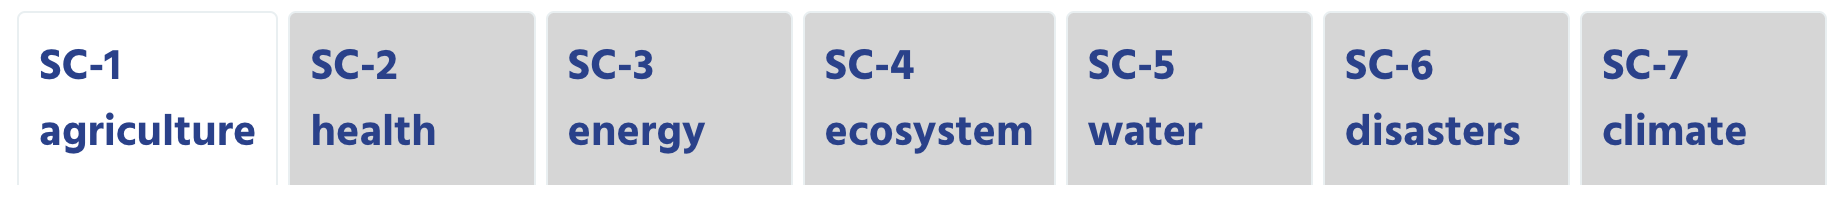 SC-1
agriculture
SC-2
health
SC-3
energy
SC-4
ecosystem
SC-5
water
SC-6
disasters
SC-7
climate